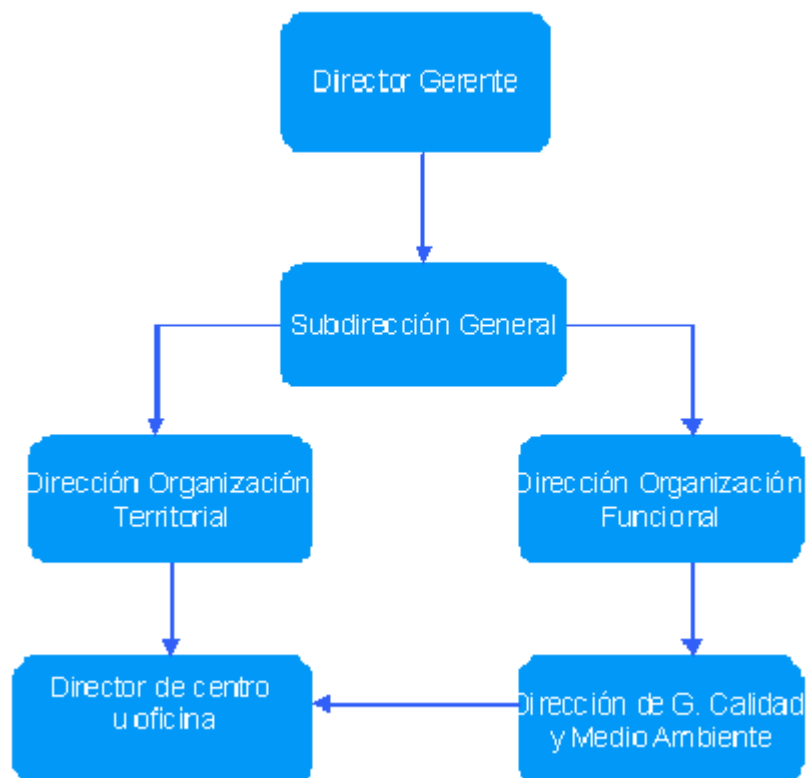 Director Gerente
Subdirección General
Dirección Organización
Territorial
Dirección Organización
Funcional
Director de centro
u oficina
Dirección de G. Calidad
y Medio Ambiente